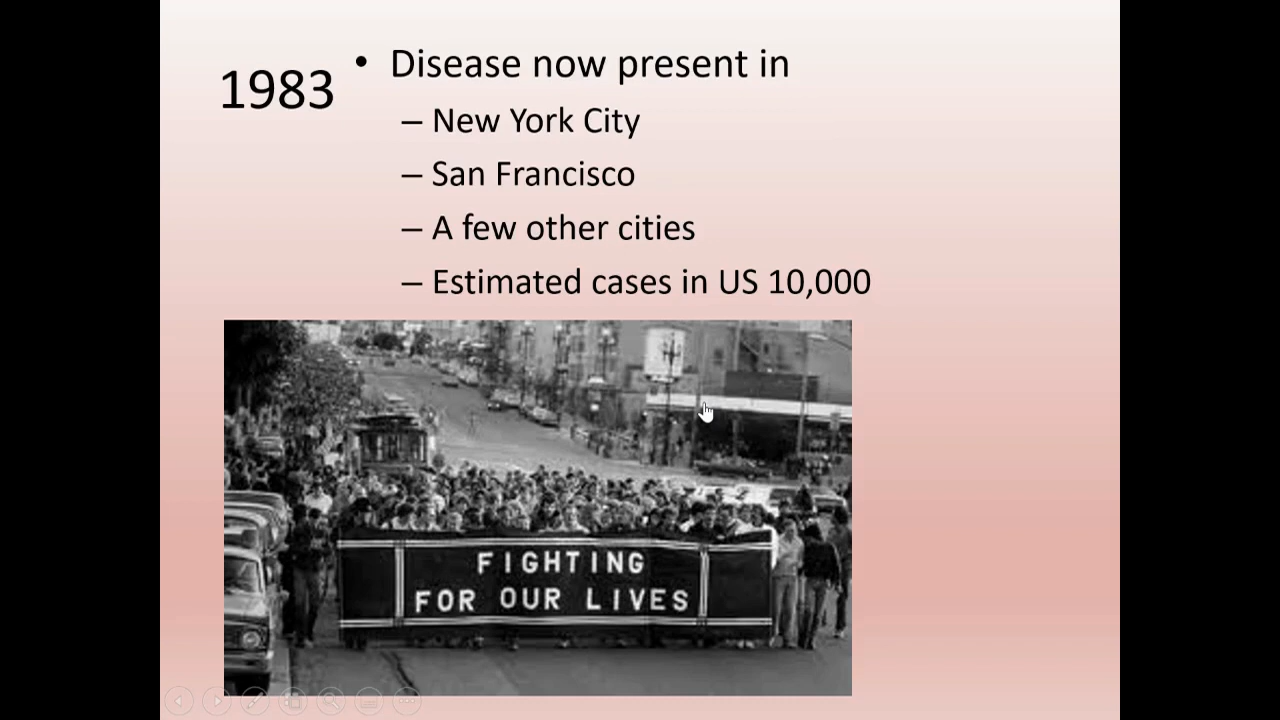 1983
• Disease now present in
– New York City
– San Francisco
– A few other cities
– Estimated cases in US 10,000
FIGHTING
FOR OUR LIVES